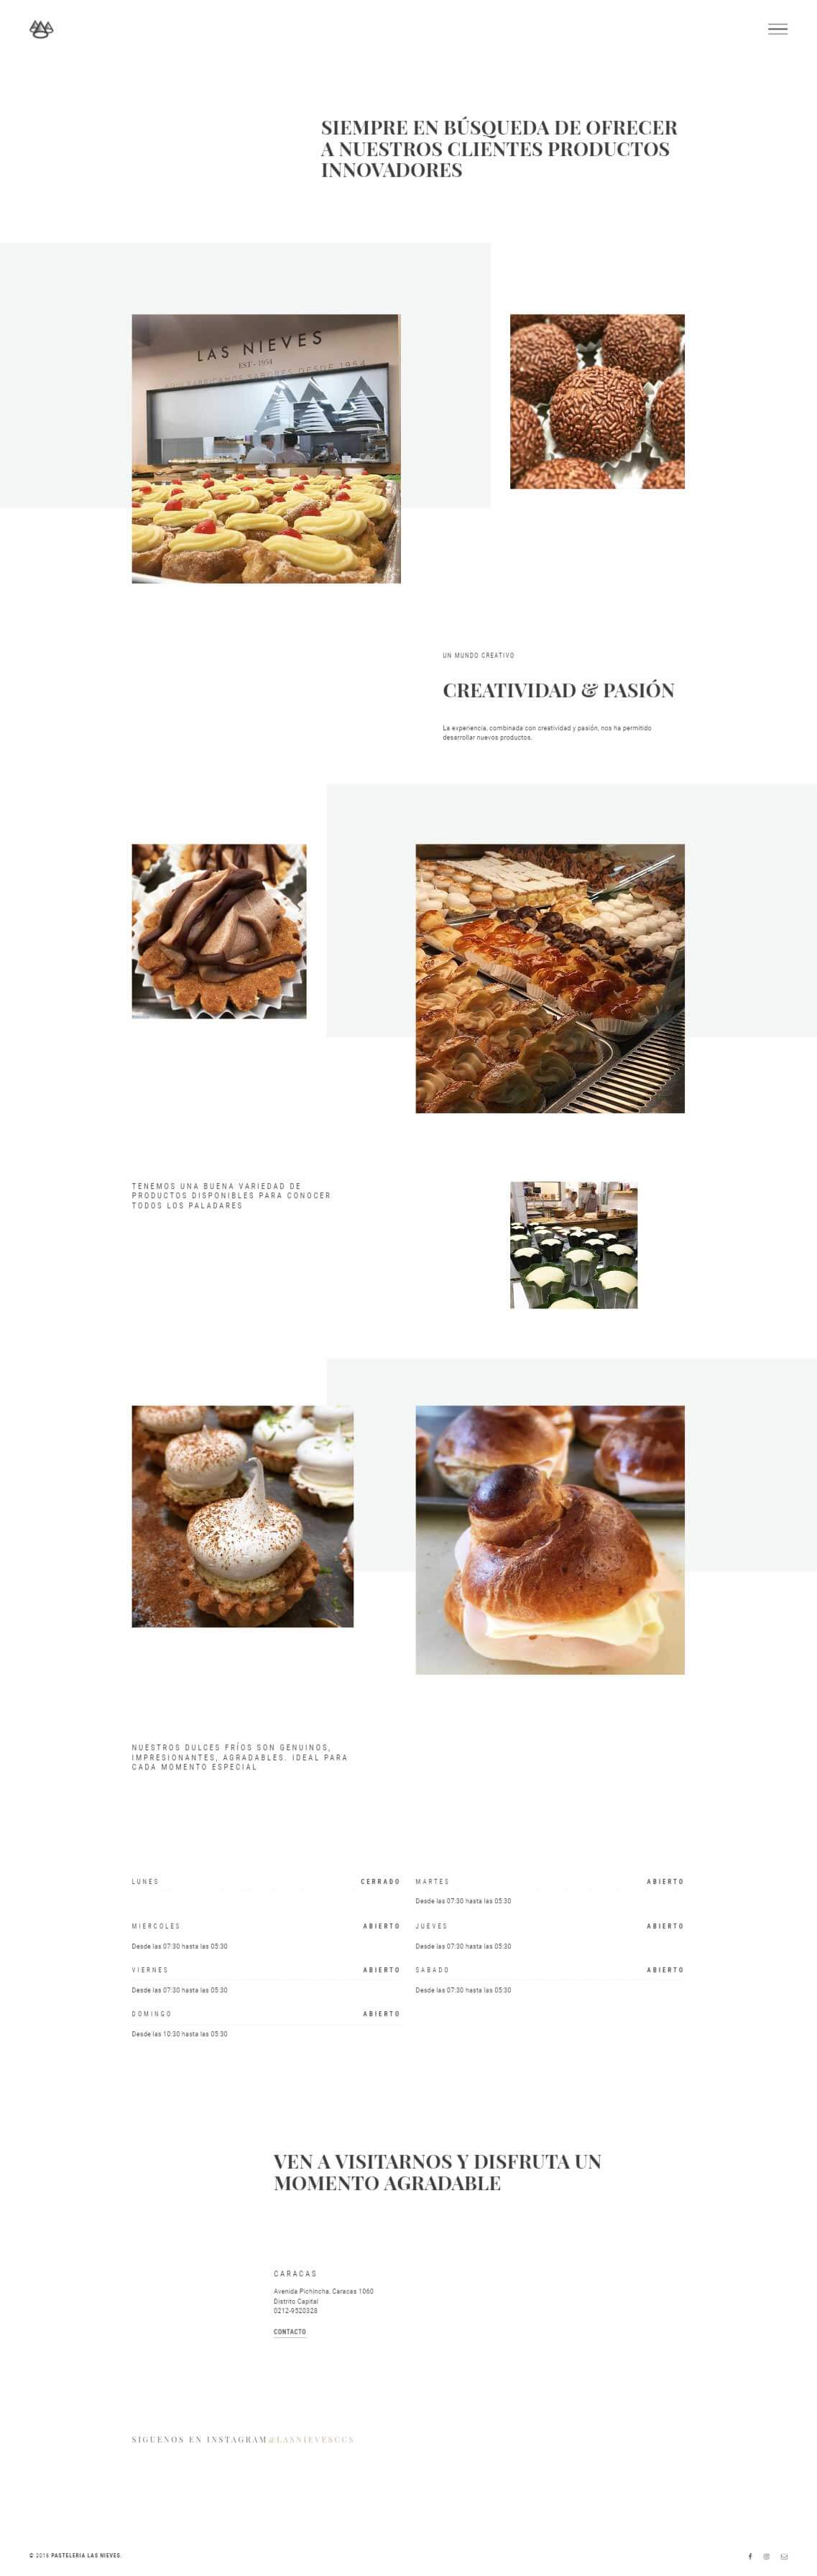 SIEMPRE EN BÚSQUEDA DE OFRECER
A NUESTROS CLIENTES PRODUCTOS
INNOVADORES
LAS NIEVES
EST - 1954
SABORES DESDE 1954
UN MUNDO CREATIVO
CREATIVIDAD & PASIÓN
La experiencia, combinada con creatividad y pasión, nos ha permitido
desarrollar nuevos productos.
TENEMOS UNA BUENA VARIEDAD DE
PRODUCTOS DISPONIBLES PARA CONOCER
TODOS LOS PALADARES
NUESTROS DULCES FRÍOS SON GENUINOS,
IMPRESIONANTES, AGRADABLES. IDEAL PARA
CADA MOMENTO ESPECIAL
LUNES CERRADO
MARTES ABIERTO
Desde las 07:30 hasta las 05:30
MIERCOLES ABIERTO
Desde las 07:30 hasta las 05:30
JUEVES ABIERTO
Desde las 07:30 hasta las 05:30
VIERNES ABIERTO
Desde las 07:30 hasta las 05:30
SABADO ABIERTO
Desde las 07:30 hasta las 05:30
DOMINGO ABIERTO
Desde las 10:30 hasta las 05:30
VEN A VISITARNOS Y DISFRUTA UN
MOMENTO AGRADABLE
CARACAS
Avenida Pichincha, Caracas 1060
Distrito Capital
0212-9520328
CONTACTO
SIGUENOS EN INSTAGRAM @LASNIEVESCCS
© 2018 PASTELERIA LAS NIEVES.